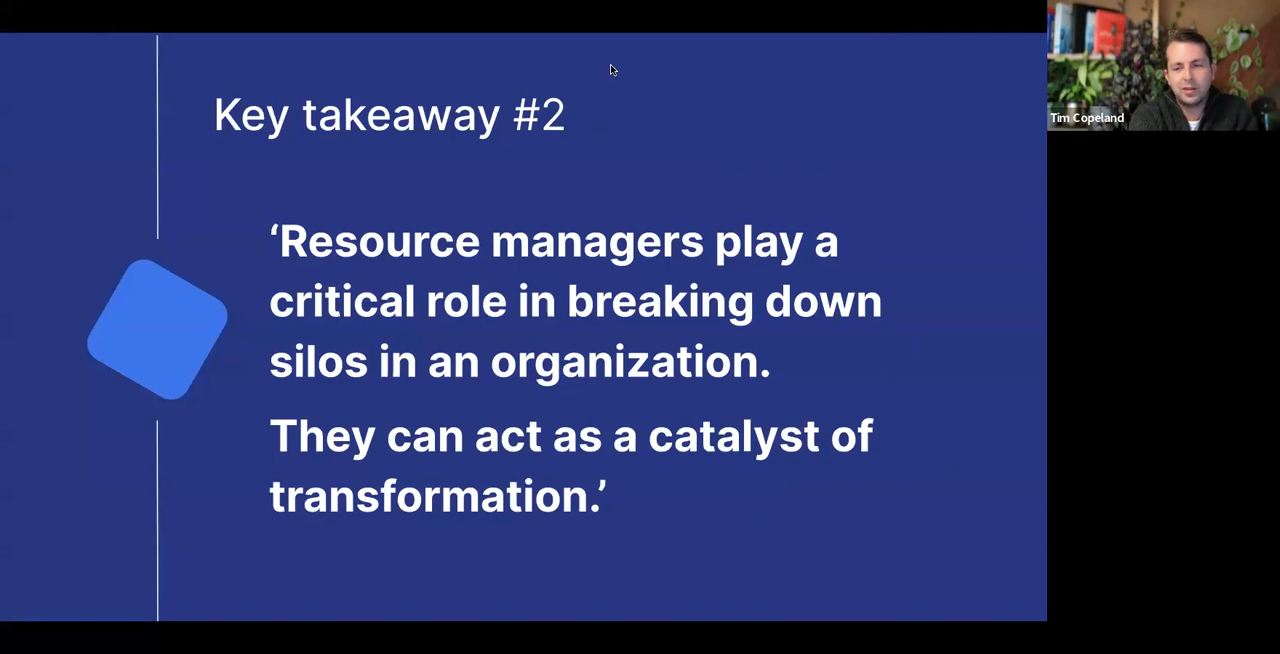 Key takeaway #2
‘Resource managers play a
critical role in breaking down
silos in an organization.
They can act as a catalyst of
transformation.’
Tim Copeland